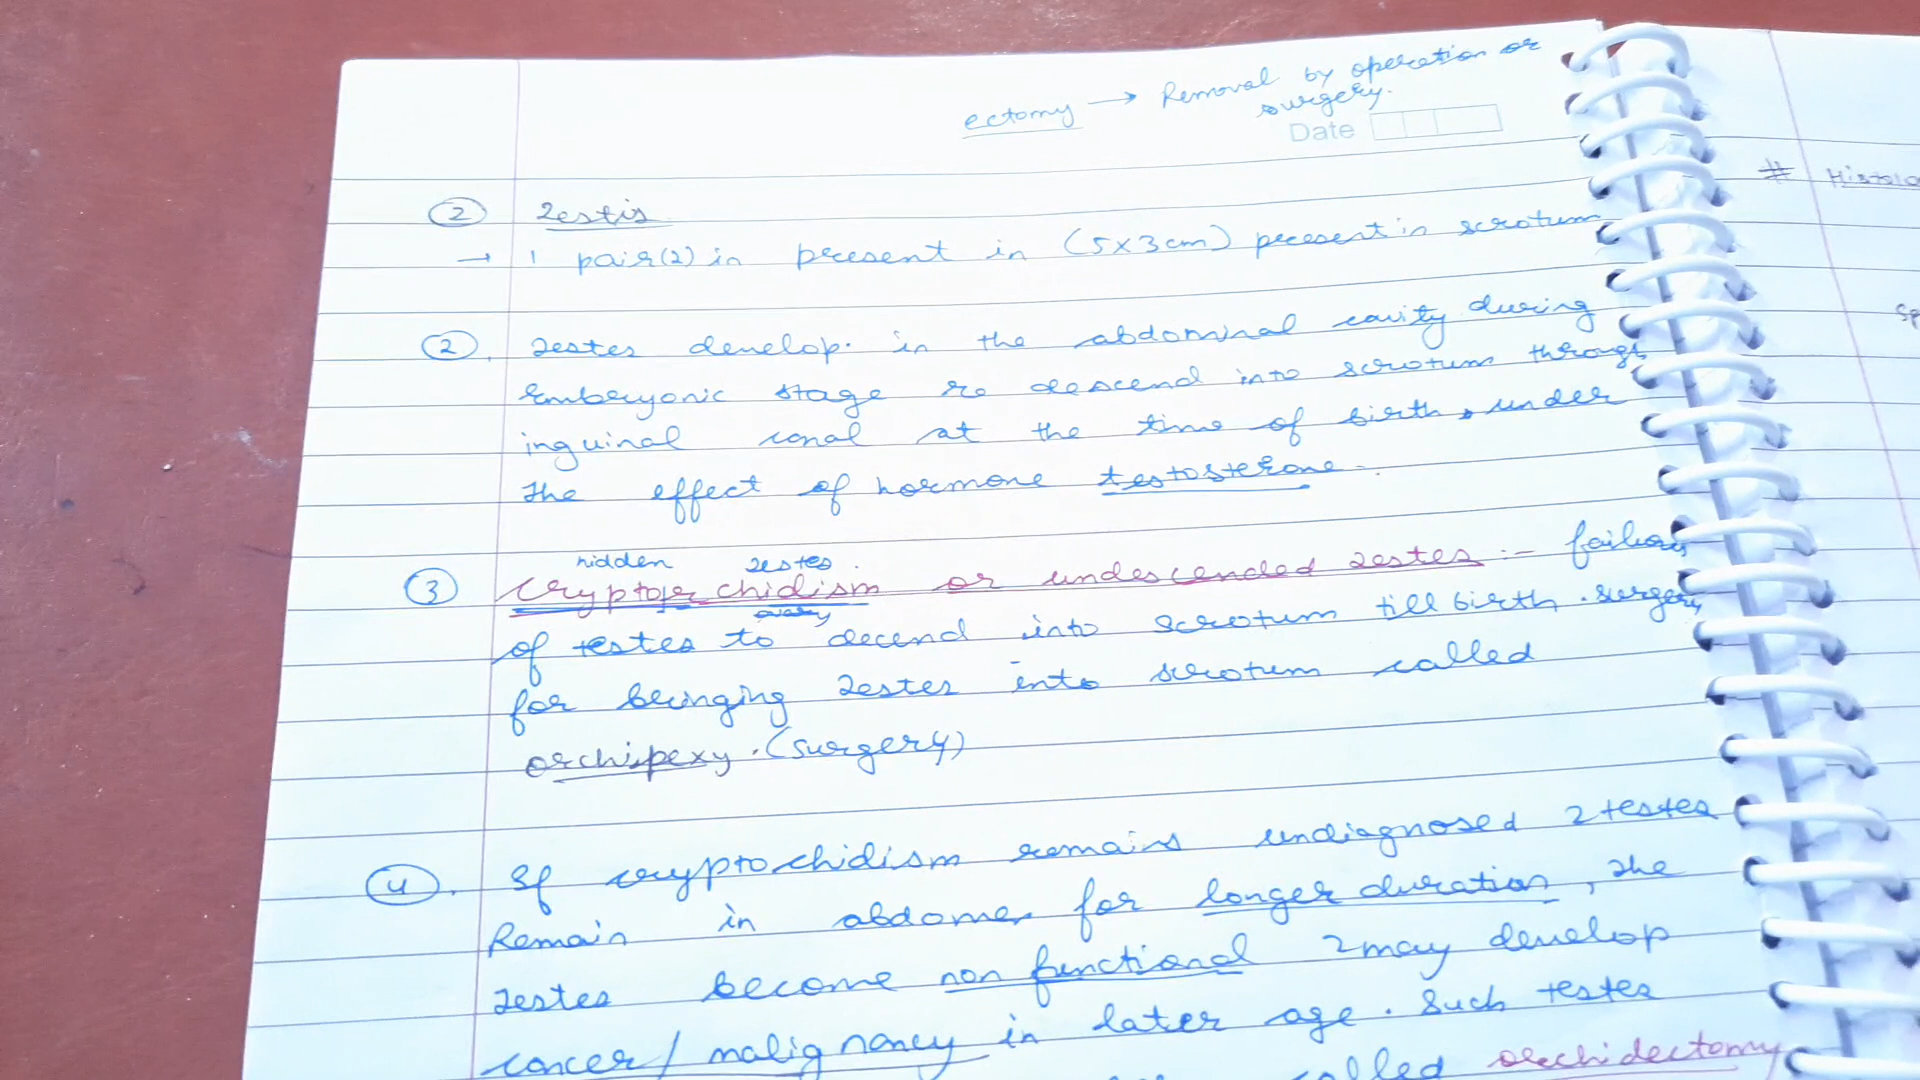 ectomy → Removal by operation or
surgery.
Date
② Testis
→ 1 pair(2) in present in (5x3cm) present in scrotum
②. Testes develop. in the abdominal cavity during
Embryonic stage & descend into scrotum through
inguinal canal at the time of birth, under
the effect of hormone testosterone.
hidden testes.
③ Cryptorchidism or undescended testes :- failure
ovary
of testes to decend into scrotum till birth. surgery
for bringing testes into scrotum called
orchipexy. (surgery)
④. If cryptochidism remains undiagnosed & testes
Remain in abdomen for longer duration, the
testes become non functional & may develop
cancer/malignancy in later age. Such testes
called orchidectomy
# Histolo
Sp